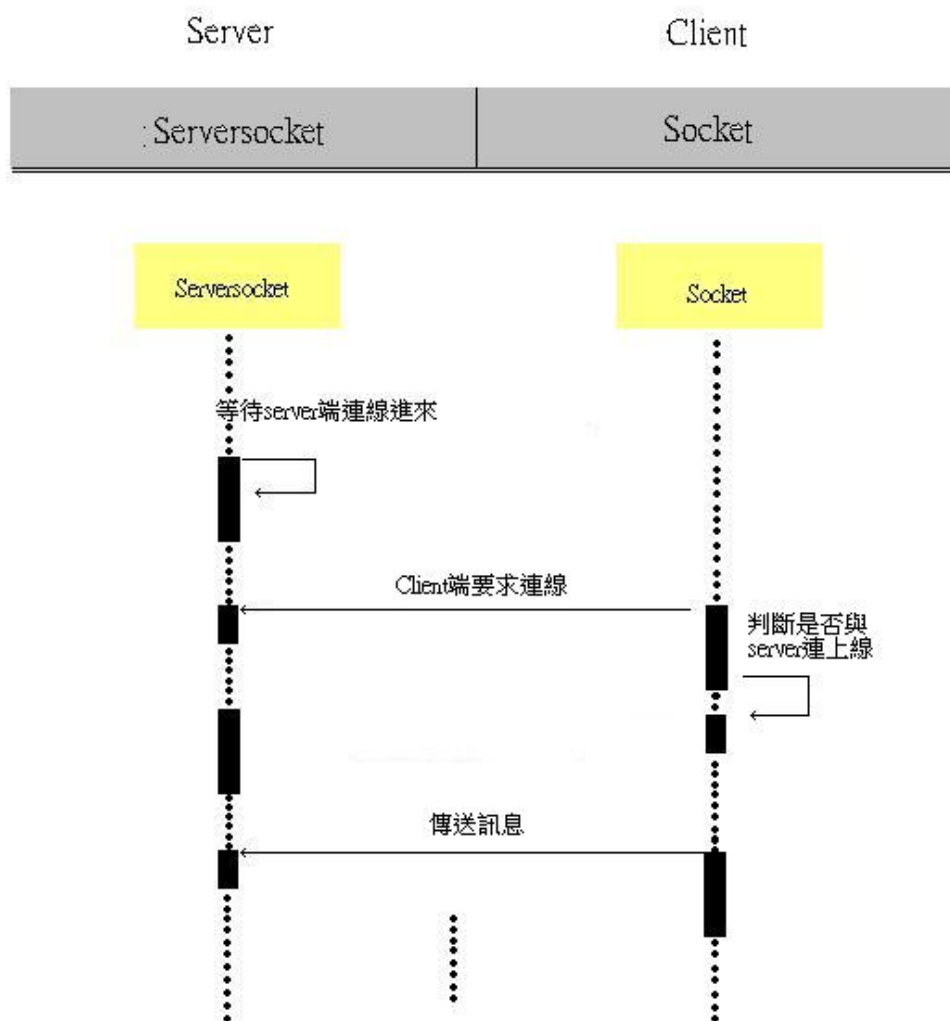 Server
Client
:Serversocket
Socket
Serversocket
Socket
等待server端連線進來
Client端要求連線
判斷是否與
server連上線
傳送訊息